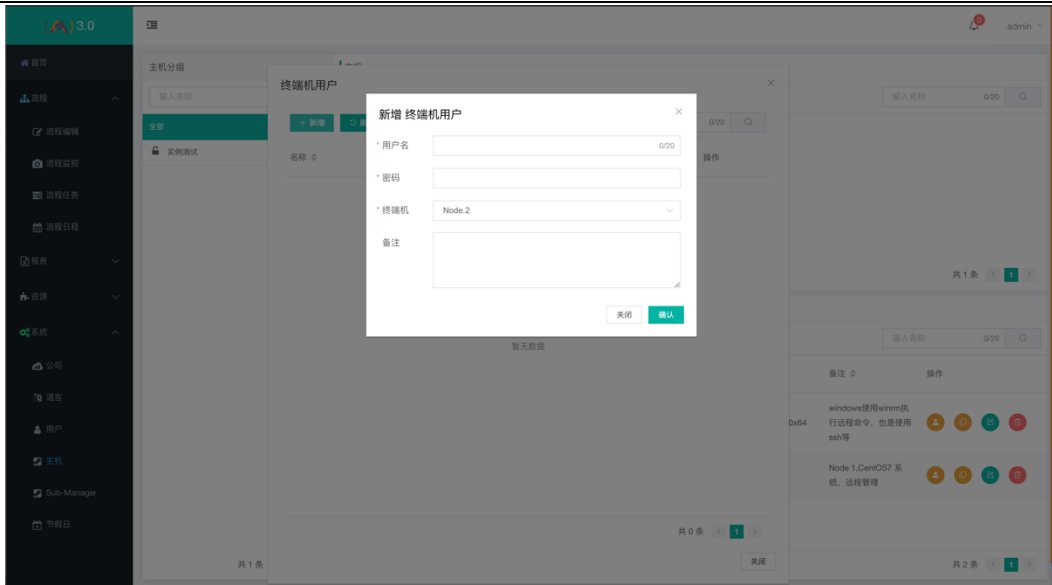 3.0
0
admin
首页
流程
流程编辑
流程监控
流程任务
流程日程
报表
资源
系统
公司
语言
用户
主机
Sub-Manager
节假日
主机分组
输入名称
全部
实例测试
共 1 条
终端机用户
+ 新增
0/20
名称
操作
暂无数据
共 0 条
1
关闭
新增 终端机用户
* 用户名
0/20
* 密码
* 终端机
Node.2
备注
关闭
确认
输入名称
0/20
共 1 条
1
输入名称
0/20
备注
操作
0x64
windows使用winrm执
行远程命令，也是使用
ssh等
Node 1,CentOS7 系
统，远程管理
共 2 条
1